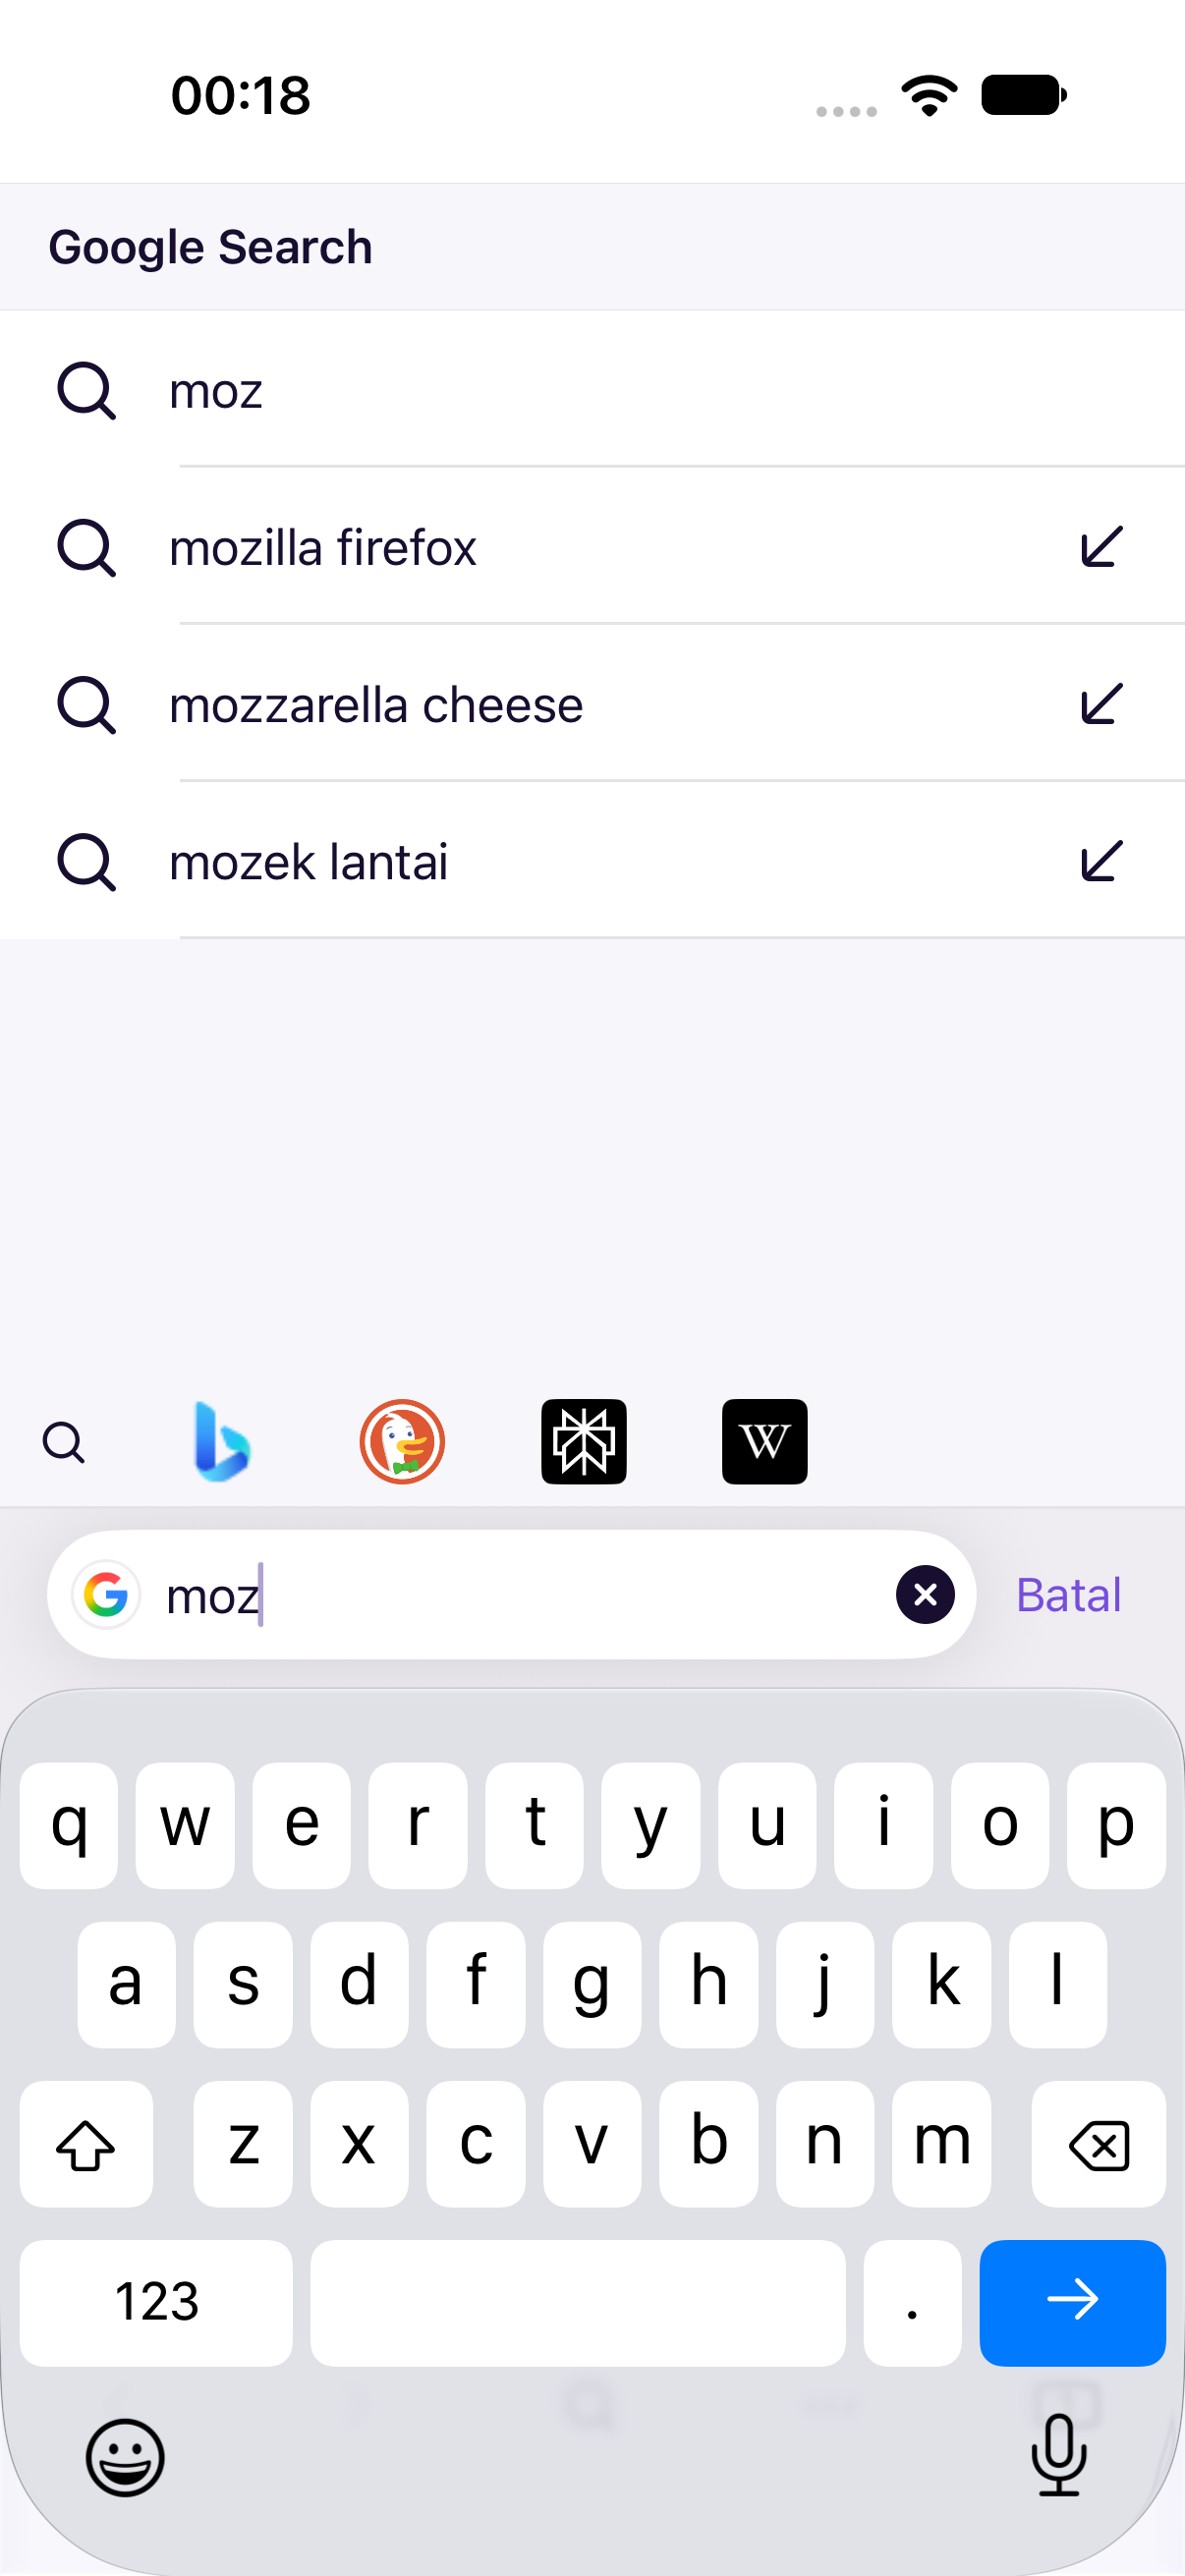 00:18
Google Search
moz
mozilla firefox
mozzarella cheese
mozek lantai
W
moz
Batal
q w e r t y u i o p
a s d f g h j k l
z x c v b n m
123 .